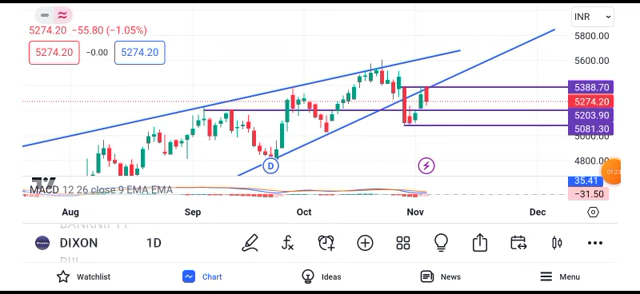 5274.20 −55.80 (−1.05%)
5274.20 −0.00 5274.20
INR
5800.00
5600.00
5388.70
5274.20
5203.90
5081.30
5000.00
4800.00
D
MACD 12 26 close 9 EMA EMA
35.41
−31.50
Aug Sep Oct Nov Dec
DIXON 1D
Watchlist Chart Ideas News Menu